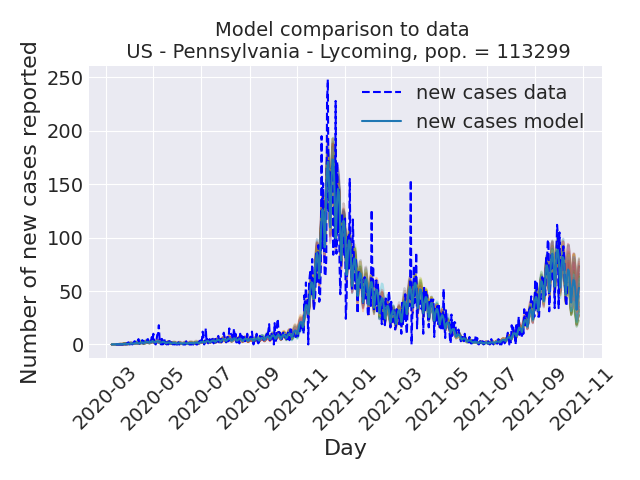 Model comparison to data
US - Pennsylvania - Lycoming, pop. = 113299
Number of new cases reported
250
200
150
100
50
0
new cases data
new cases model
2020-03
2020-05
2020-07
2020-09
2020-11
2021-01
2021-03
2021-05
2021-07
2021-09
2021-11
Day